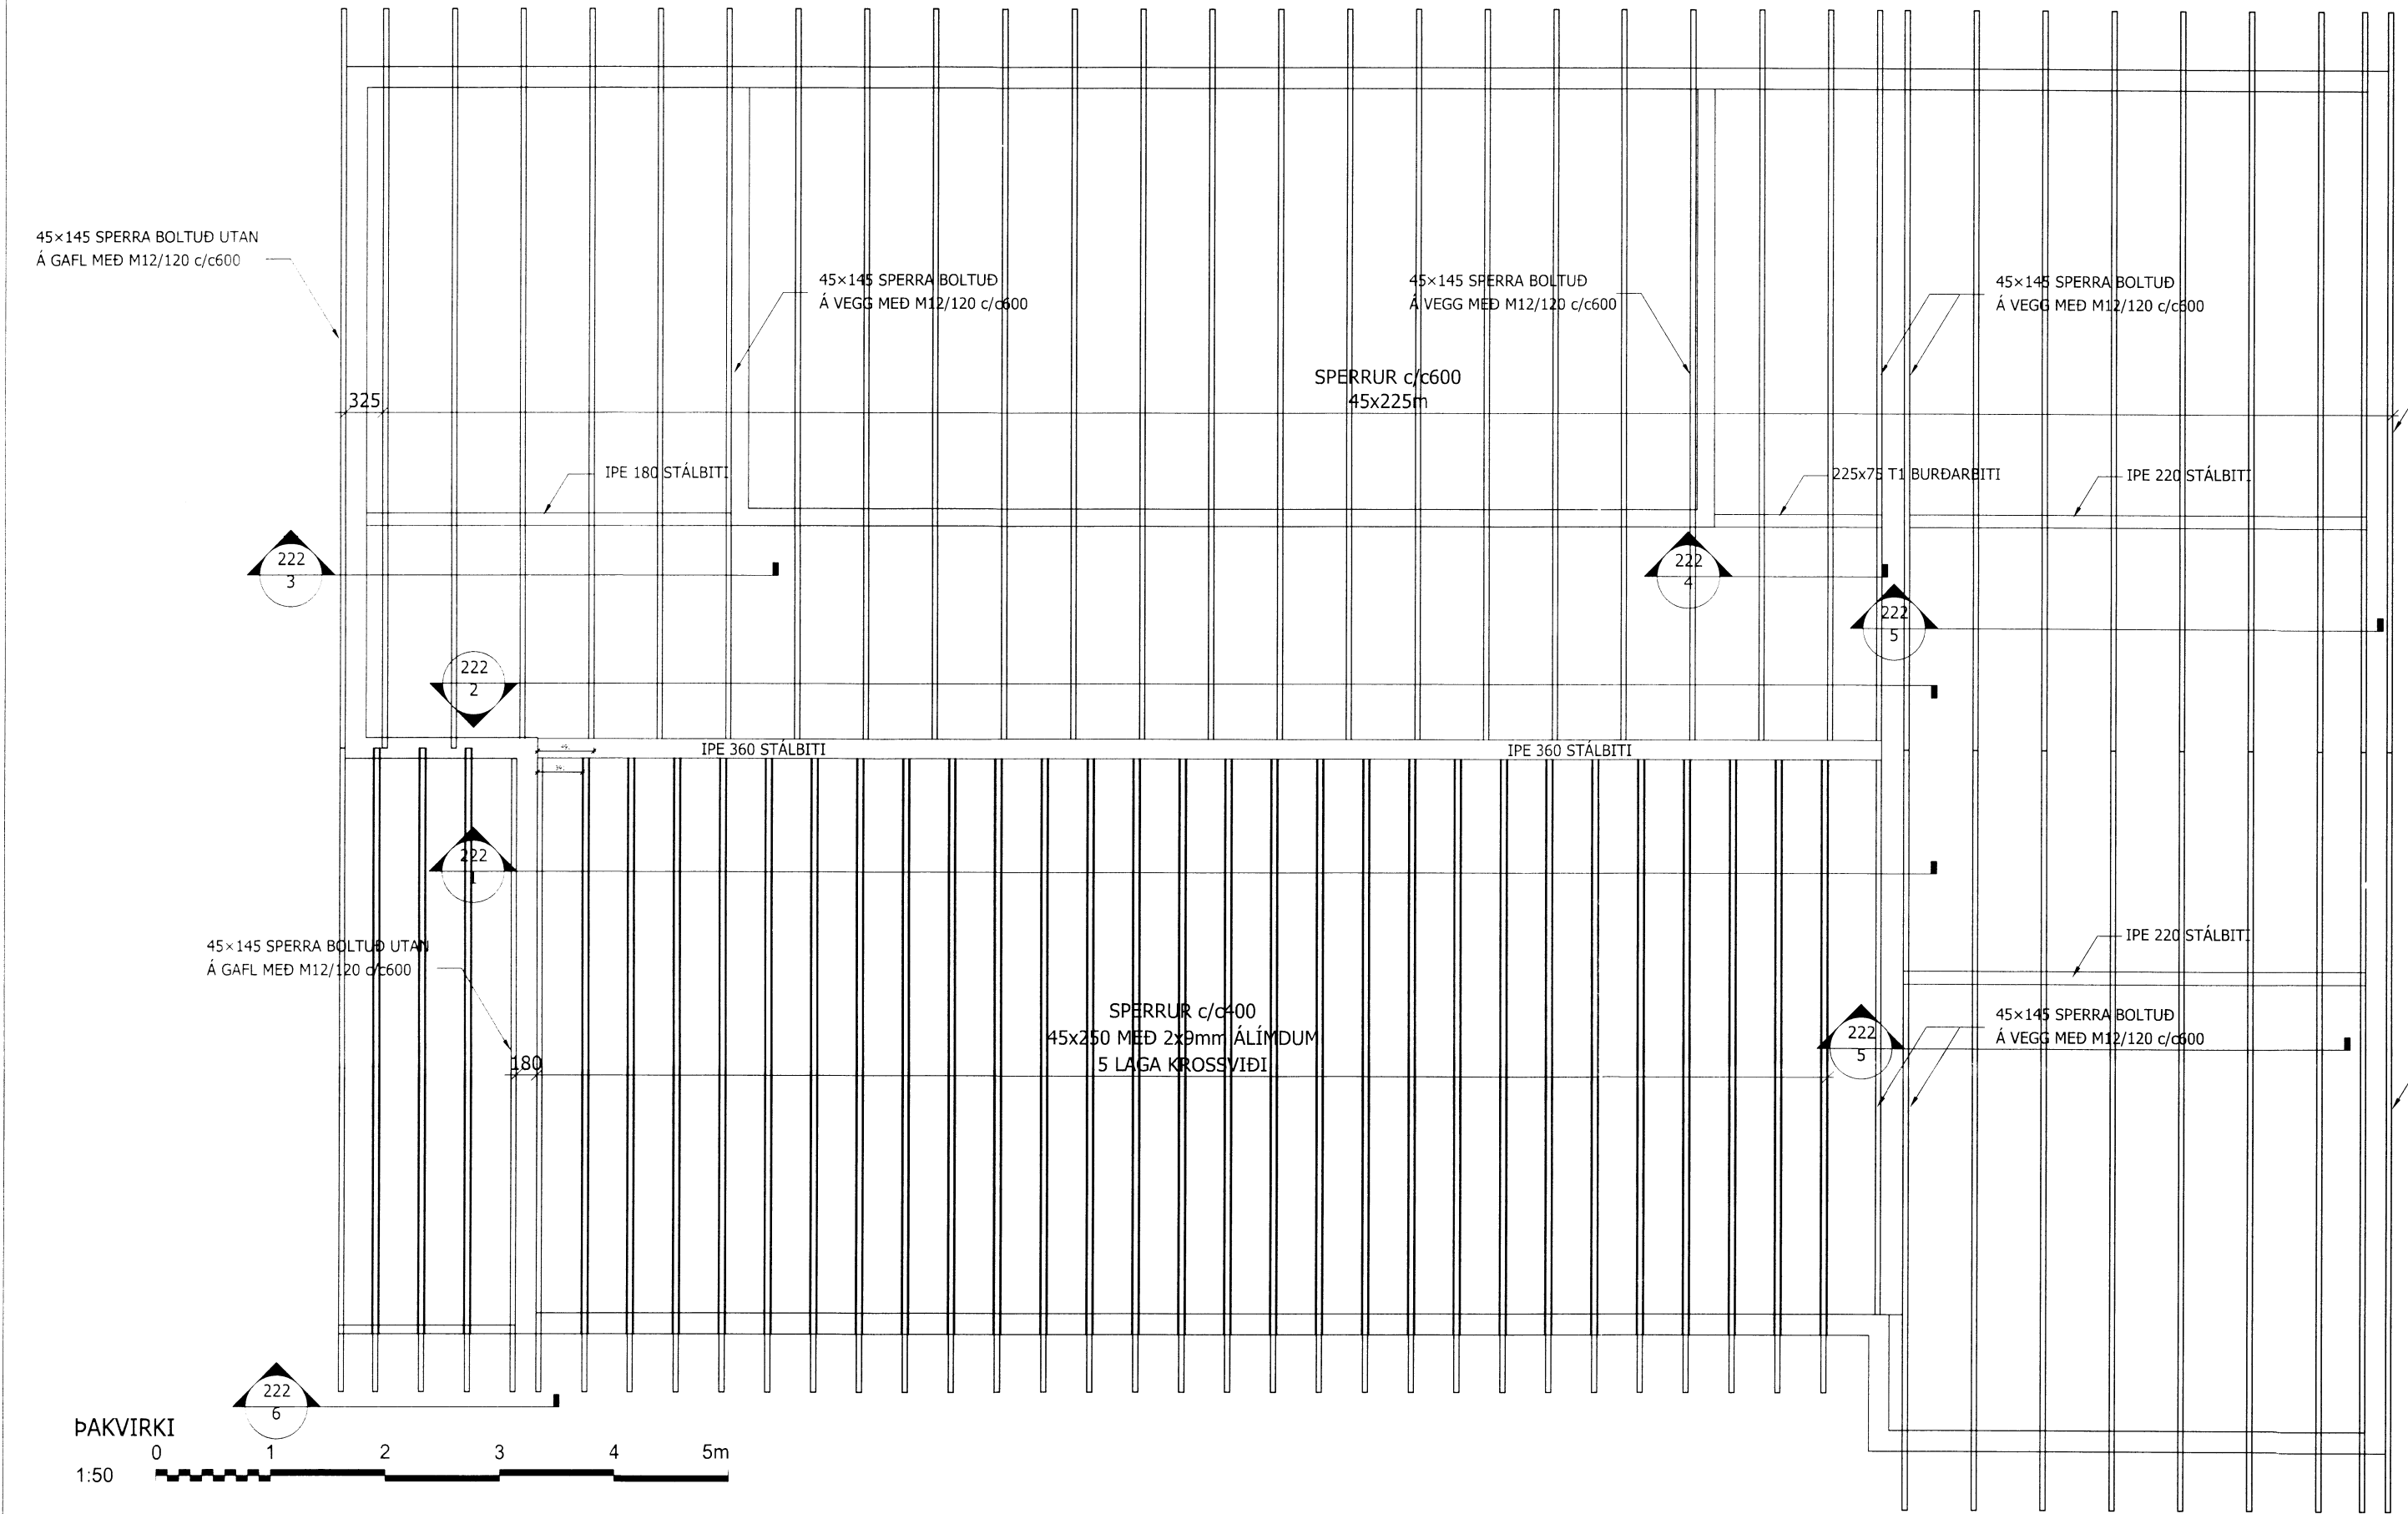 45×145 SPERRA BOLTUÐ UTAN
Á GAFL MEÐ M12/120 c/c600
45×145 SPERRA BOLTUÐ
Á VEGG MEÐ M12/120 c/c600
45×145 SPERRA BOLTUÐ
Á VEGG MEÐ M12/120 c/c600
45×145 SPERRA BOLTUÐ
Á VEGG MEÐ M12/120 c/c600
SPERRUR c/c600
45x225m
325
IPE 180 STÁLBITI
225x75 T1 BURÐARBITI
IPE 220 STÁLBITI
222
3
222
4
222
5
222
2
IPE 360 STÁLBITI
IPE 360 STÁLBITI
222
1
45×145 SPERRA BOLTUÐ UTAN
Á GAFL MEÐ M12/120 c/c600
IPE 220 STÁLBITI
SPERRUR c/c400
45x250 MEÐ 2x9mm ÁLÍMDUM
5 LAGA KROSSVIÐI
180
222
5
45×145 SPERRA BOLTUÐ
Á VEGG MEÐ M12/120 c/c600
222
6
ÞAKVIRKI
0 1 2 3 4 5m
1:50